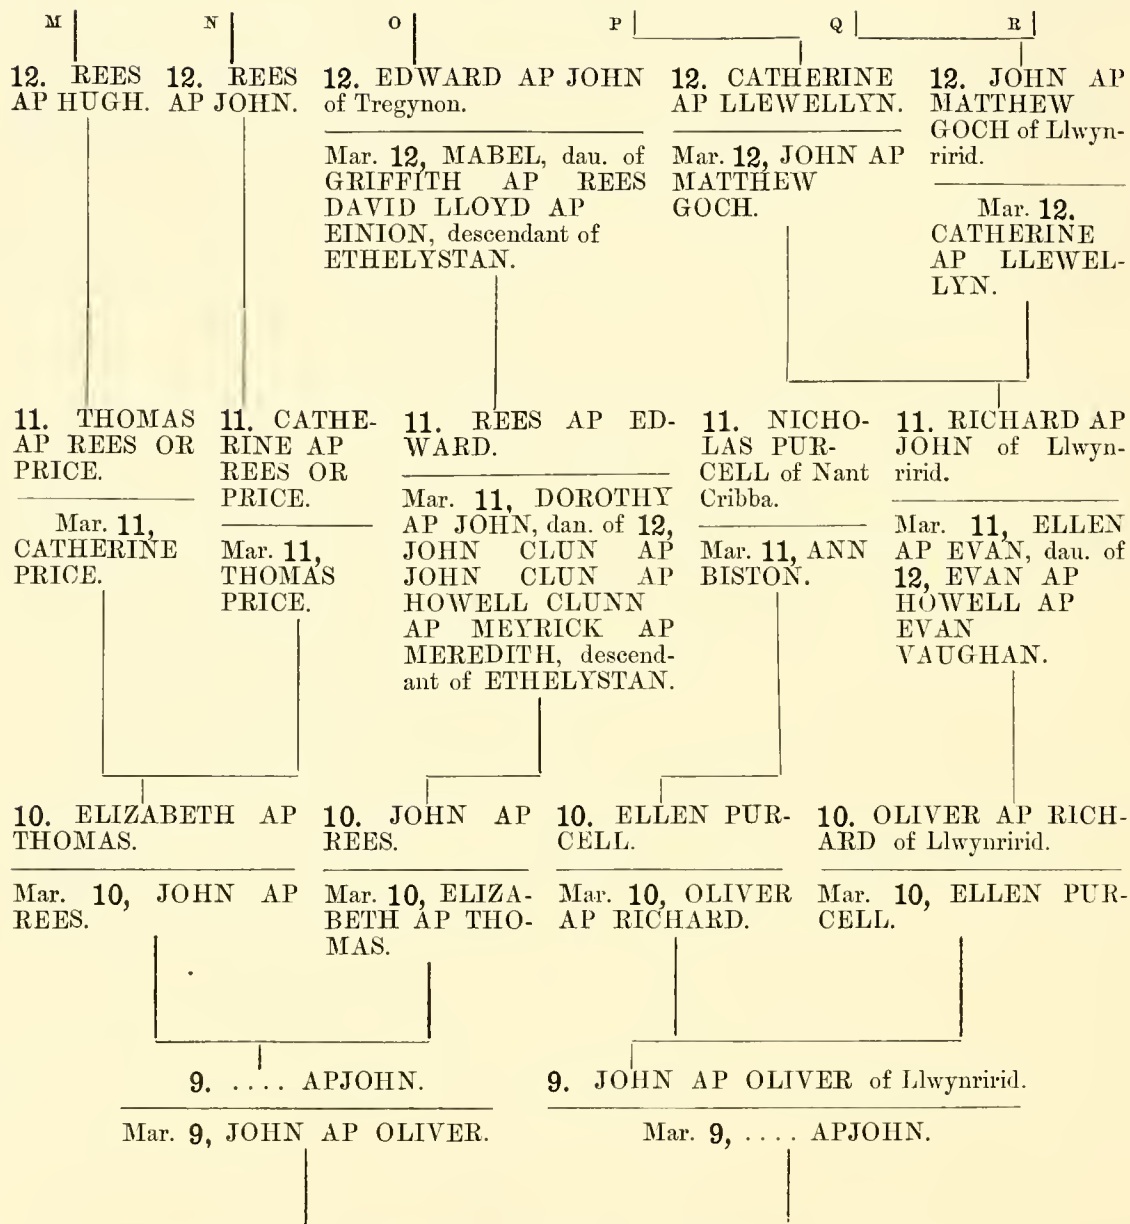 M N O P Q R
12. REES
AP HUGH.
12. REES
AP JOHN.
12. EDWARD AP JOHN
of Tregynon.
Mar. 12, MABEL, dau. of
GRIFFITH AP REES
DAVID LLOYD AP
EINION, descendant of
ETHELYSTAN.
12. CATHERINE
AP LLEWELLYN.
Mar. 12, JOHN AP
MATTHEW
GOCH.
12. JOHN AP
MATTHEW
GOCH of Llwyn-
ririd.
Mar. 12.
CATHERINE
AP LLEWEL-
LYN.
11. THOMAS
AP REES OR
PRICE.
Mar. 11,
CATHERINE
PRICE.
11. CATHE-
RINE AP
REES OR
PRICE.
Mar. 11,
THOMAS
PRICE.
11. REES AP ED-
WARD.
Mar. 11, DOROTHY
AP JOHN, dan. of 12,
JOHN CLUN AP
JOHN CLUN AP
HOWELL CLUNN
AP MEYRICK AP
MEREDITH, descend-
ant of ETHELYSTAN.
11. NICHO-
LAS PUR-
CELL of Nant
Cribba.
Mar. 11, ANN
BISTON.
11. RICHARD AP
JOHN of Llwyn-
ririd.
Mar. 11, ELLEN
AP EVAN, dau. of
12, EVAN AP
HOWELL AP
EVAN
VAUGHAN.
10. ELIZABETH AP
THOMAS.
Mar. 10, JOHN AP
REES.
10. JOHN AP
REES.
Mar. 10, ELIZA-
BETH AP THO-
MAS.
10. ELLEN PUR-
CELL.
Mar. 10, OLIVER
AP RICHARD.
10. OLIVER AP RICH-
ARD of Llwynririd.
Mar. 10, ELLEN PUR-
CELL.
9. .... APJOHN.
Mar. 9, JOHN AP OLIVER.
9. JOHN AP OLIVER of Llwynririd.
Mar. 9, .... APJOHN.